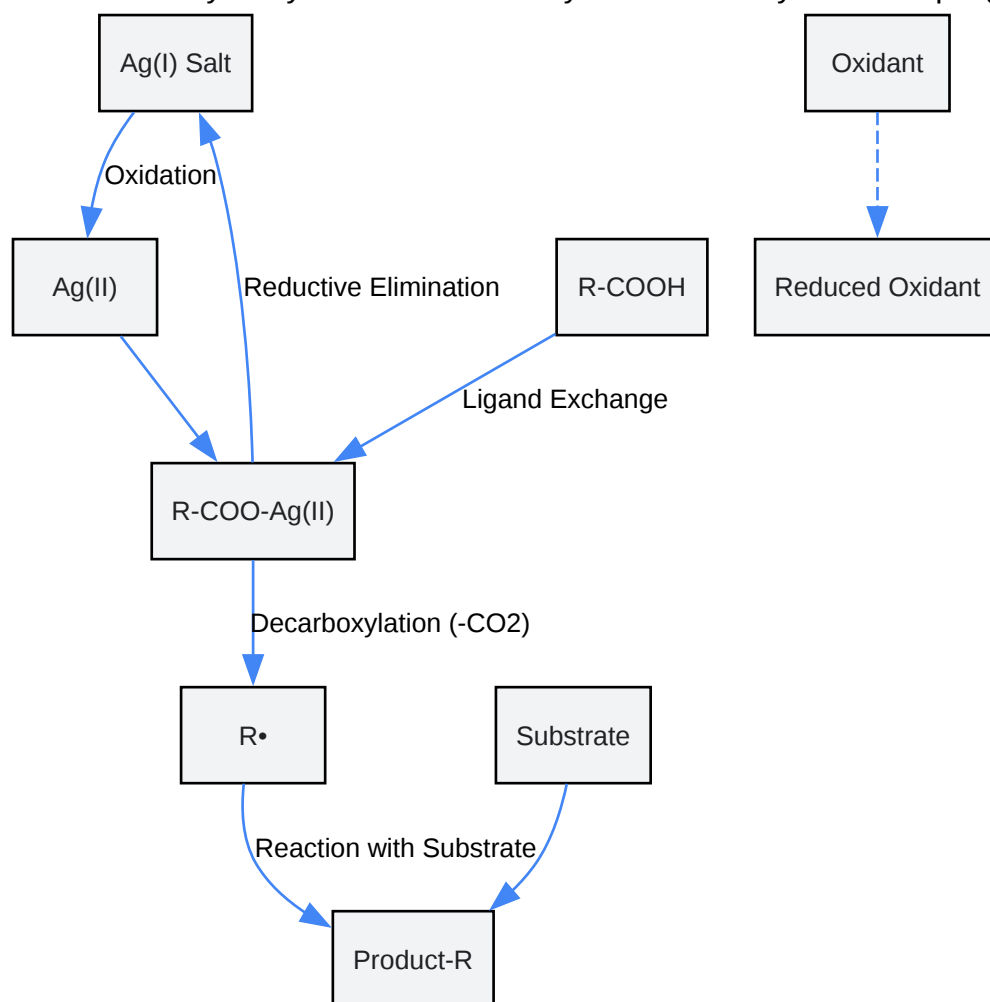 Ag(I) Salt
Oxidant
Oxidation
Ag(II)
Reductive Elimination
R-COOH
Reduced Oxidant
Ligand Exchange
R-COO-Ag(II)
Decarboxylation (-CO2)
R•
Substrate
Reaction with Substrate
Product-R